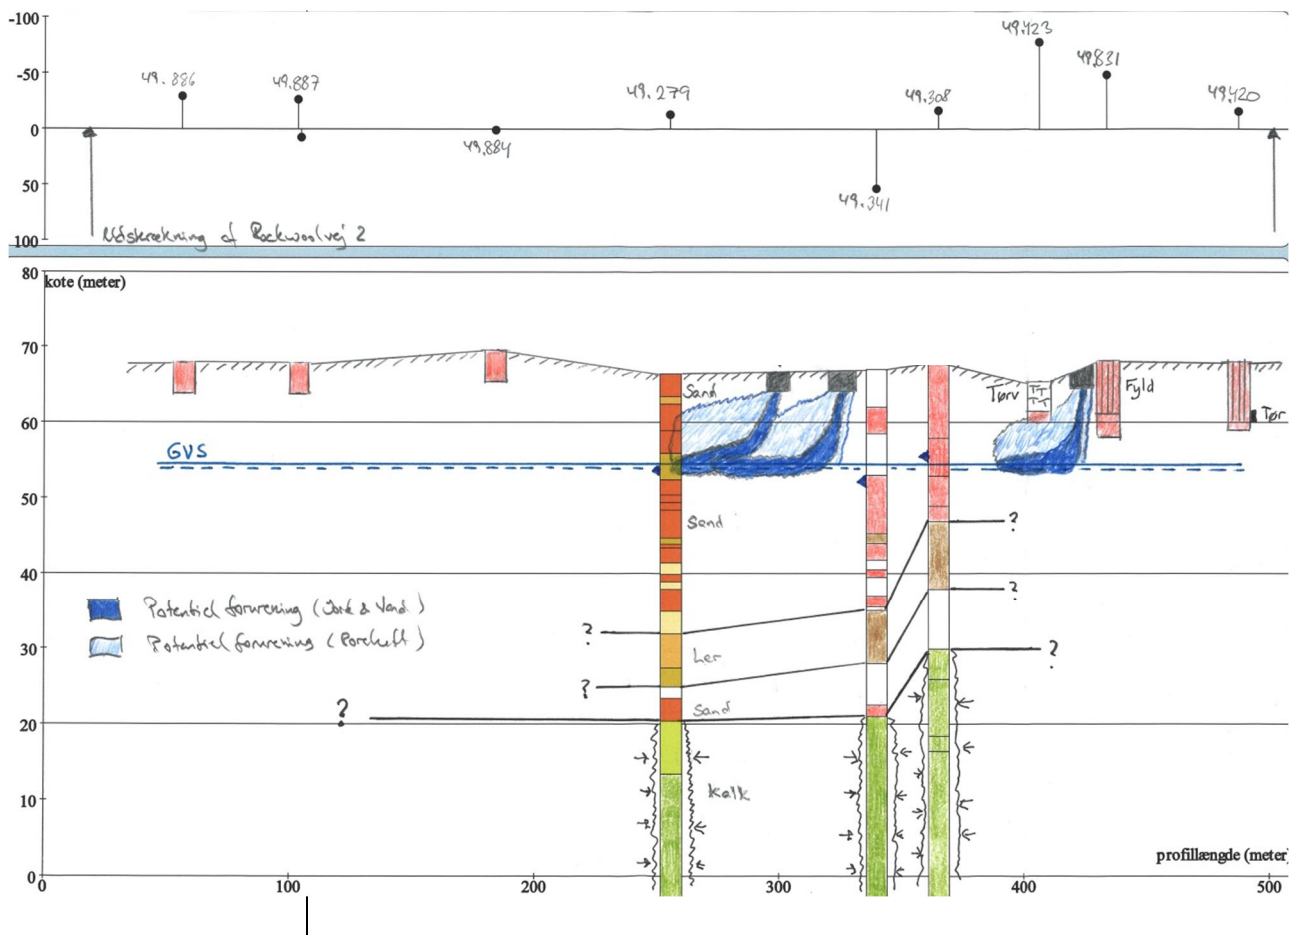 -100
-50
0
50
100
49.423
49.831
49.886
49.887
49.279
49.308
49.420
49.884
49.341
Udstrækning af Rockwoolvej 2
80
kote (meter)
70
60
50
40
30
20
10
0
Sand
Tørv
Fyld
Tør
GVS
Sand
?
?
Potentiel forurening (Jord & Vand)
Potentiel forurening (Poreluft)
?
Ler
?
?
Sand
?
Kalk
profillængde (meter
0
100
200
300
400
500